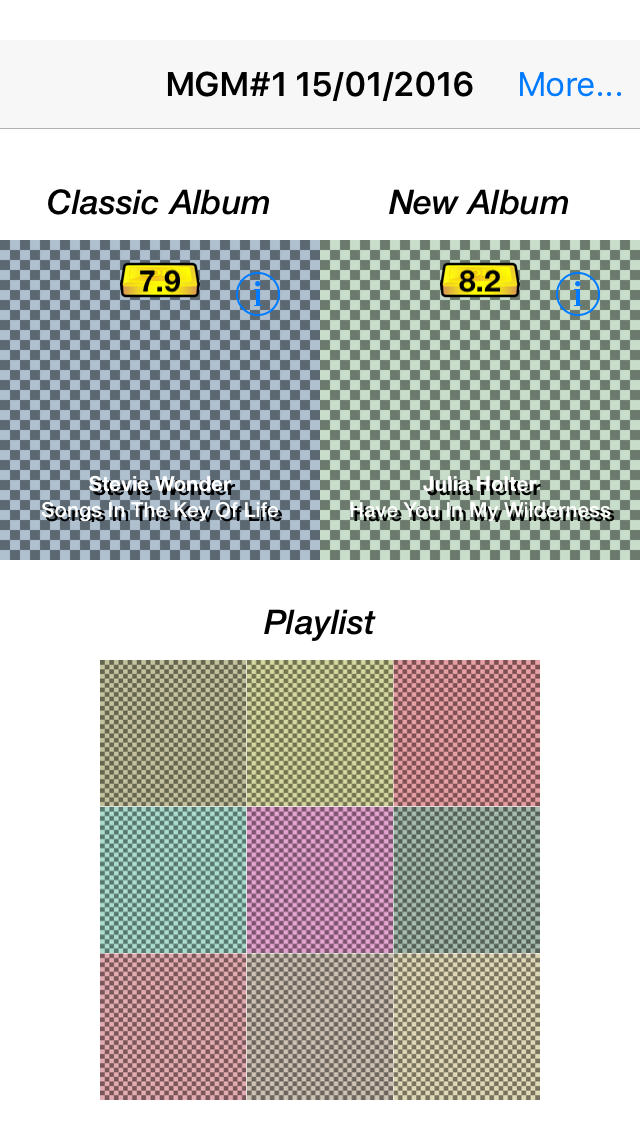 MGM#1 15/01/2016
More...
Classic Album
New Album
7.9
i
8.2
i
Stevie Wonder
Songs In The Key Of Life
Julia Holter
Have You In My Wilderness
Playlist